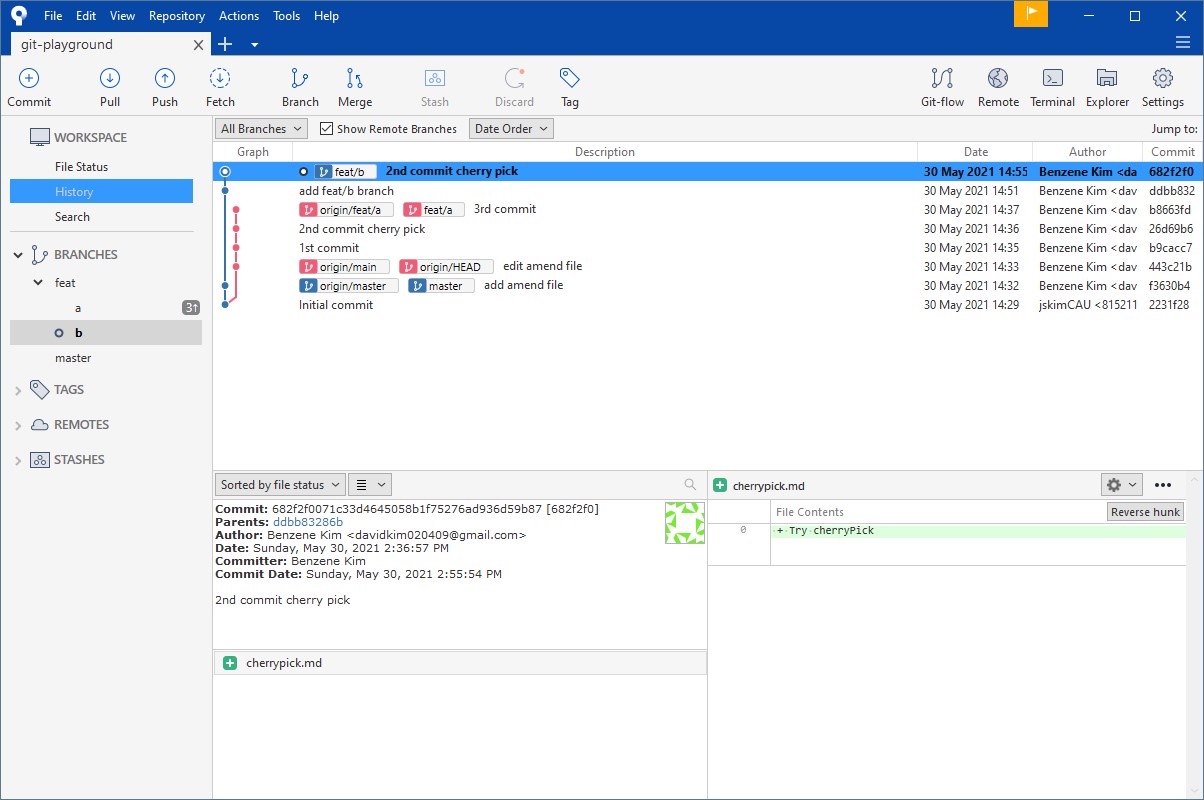 File Edit View Repository Actions Tools Help
git-playground
Commit Pull Push Fetch Branch Merge Stash Discard Tag Git-flow Remote Terminal Explorer Settings
WORKSPACE
File Status
History
Search
BRANCHES
feat
a 3↑
b
master
TAGS
REMOTES
STASHES
All Branches Show Remote Branches Date Order Jump to:
Graph Description Date Author Commit
feat/b 2nd commit cherry pick 30 May 2021 14:55 Benzene Kim <da 682f2f0
add feat/b branch 30 May 2021 14:51 Benzene Kim <dav ddbb832
origin/feat/a feat/a 3rd commit 30 May 2021 14:37 Benzene Kim <dav b8663fd
2nd commit cherry pick 30 May 2021 14:36 Benzene Kim <dav 26d69b6
1st commit 30 May 2021 14:35 Benzene Kim <dav b9cacc7
origin/main origin/HEAD edit amend file 30 May 2021 14:33 Benzene Kim <dav 443c21b
origin/master master add amend file 30 May 2021 14:32 Benzene Kim <dav f3630b4
Initial commit 30 May 2021 14:29 jskimCAU <815211 2231f28
Sorted by file status
Commit: 682f2f0071c33d4645058b1f75276ad936d59b87 [682f2f0]
Parents: ddbb83286b
Author: Benzene Kim <davidkim020409@gmail.com>
Date: Sunday, May 30, 2021 2:36:57 PM
Committer: Benzene Kim
Commit Date: Sunday, May 30, 2021 2:55:54 PM
2nd commit cherry pick
cherrypick.md
cherrypick.md
File Contents Reverse hunk
0 + Try cherryPick